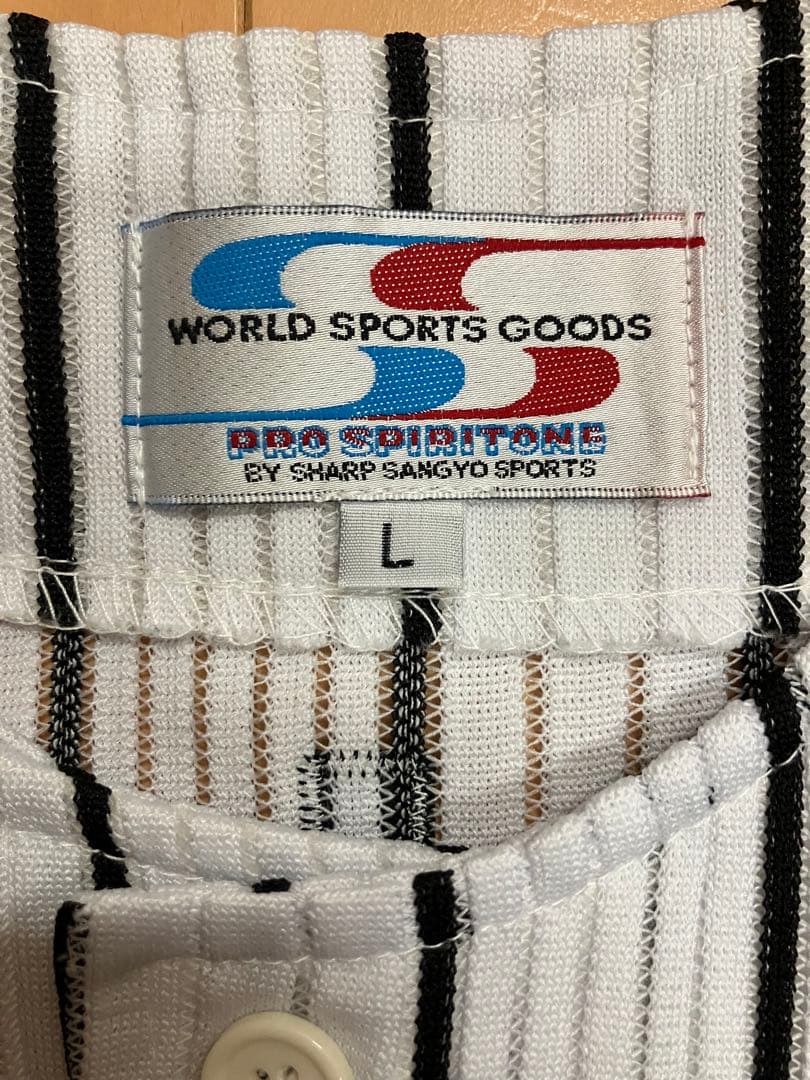 WORLD SPORTS GOODS
PRO SPIRITONE
BY SHARP SANGYO SPORTS
L